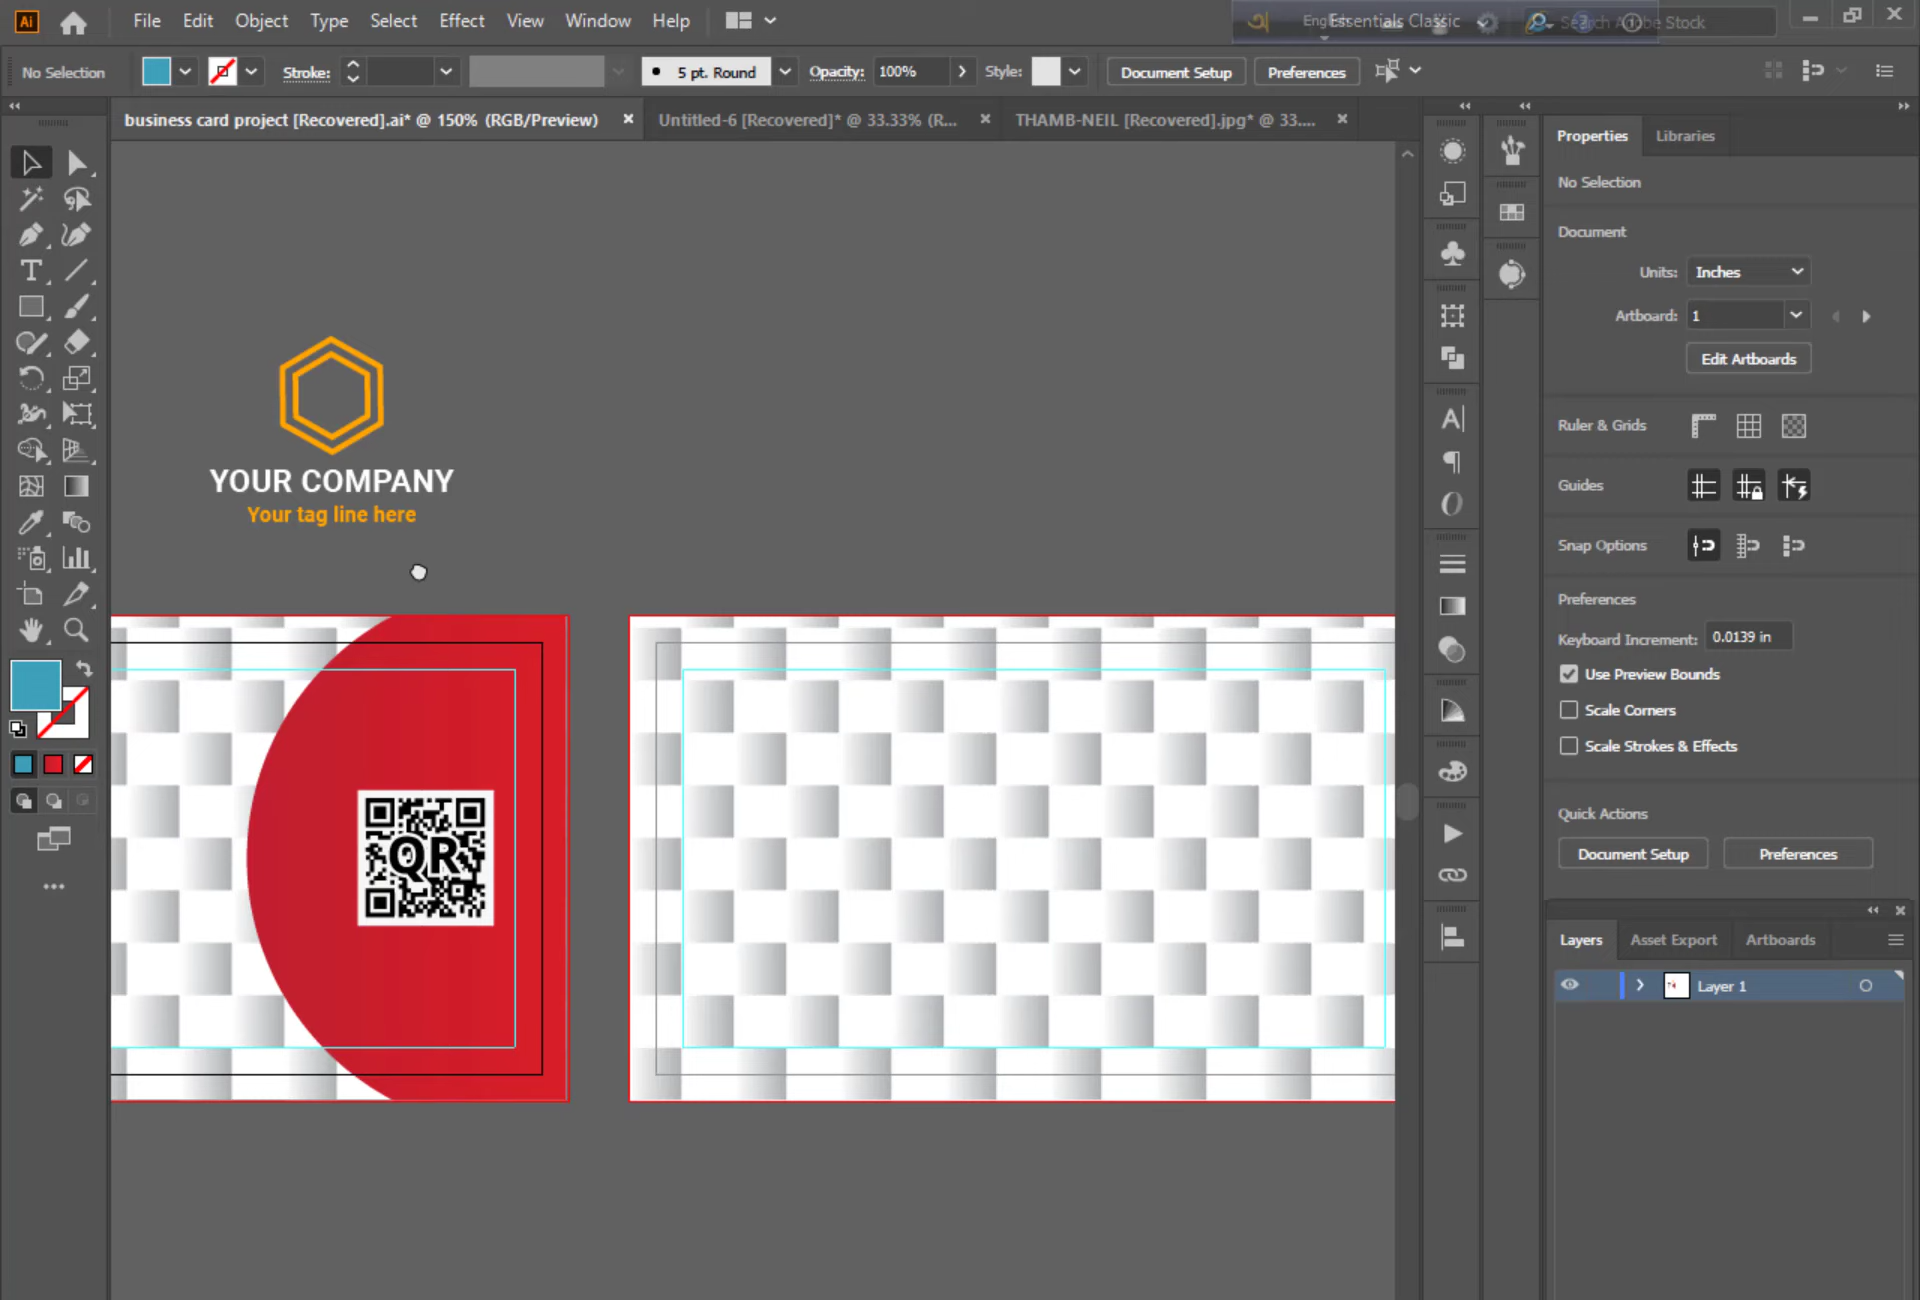 Ai File Edit Object Type Select Effect View Window Help
Essentials Classic
No Selection Stroke: 5 pt. Round Opacity: 100% Style: Document Setup Preferences
business card project [Recovered].ai* @ 150% (RGB/Preview)
Untitled-6 [Recovered]* @ 33.33% (R...
THAMB-NEIL [Recovered].jpg* @ 33....
YOUR COMPANY
Your tag line here
QR
Properties Libraries
No Selection
Document
Units: Inches
Artboard: 1
Edit Artboards
Ruler & Grids
Guides
Snap Options
Preferences
Keyboard Increment: 0.0139 in
Use Preview Bounds
Scale Corners
Scale Strokes & Effects
Quick Actions
Document Setup Preferences
Layers Asset Export Artboards
Layer 1